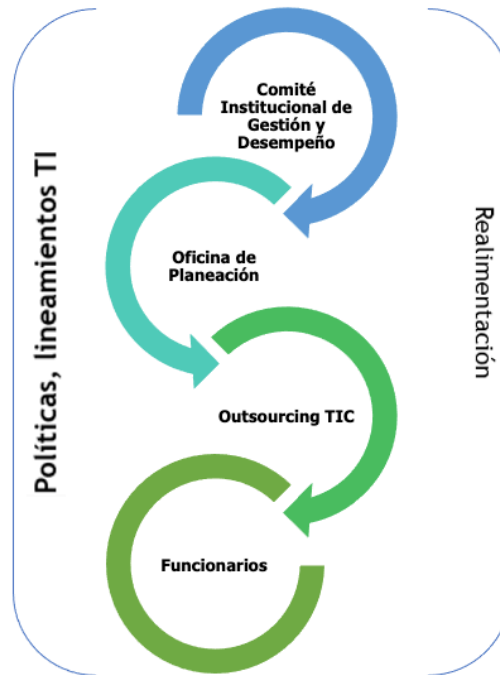 Políticas, lineamientos TI
Comité
Institucional de
Gestión y
Desempeño
Oficina de
Planeación
Outsourcing TIC
Funcionarios
Realimentación